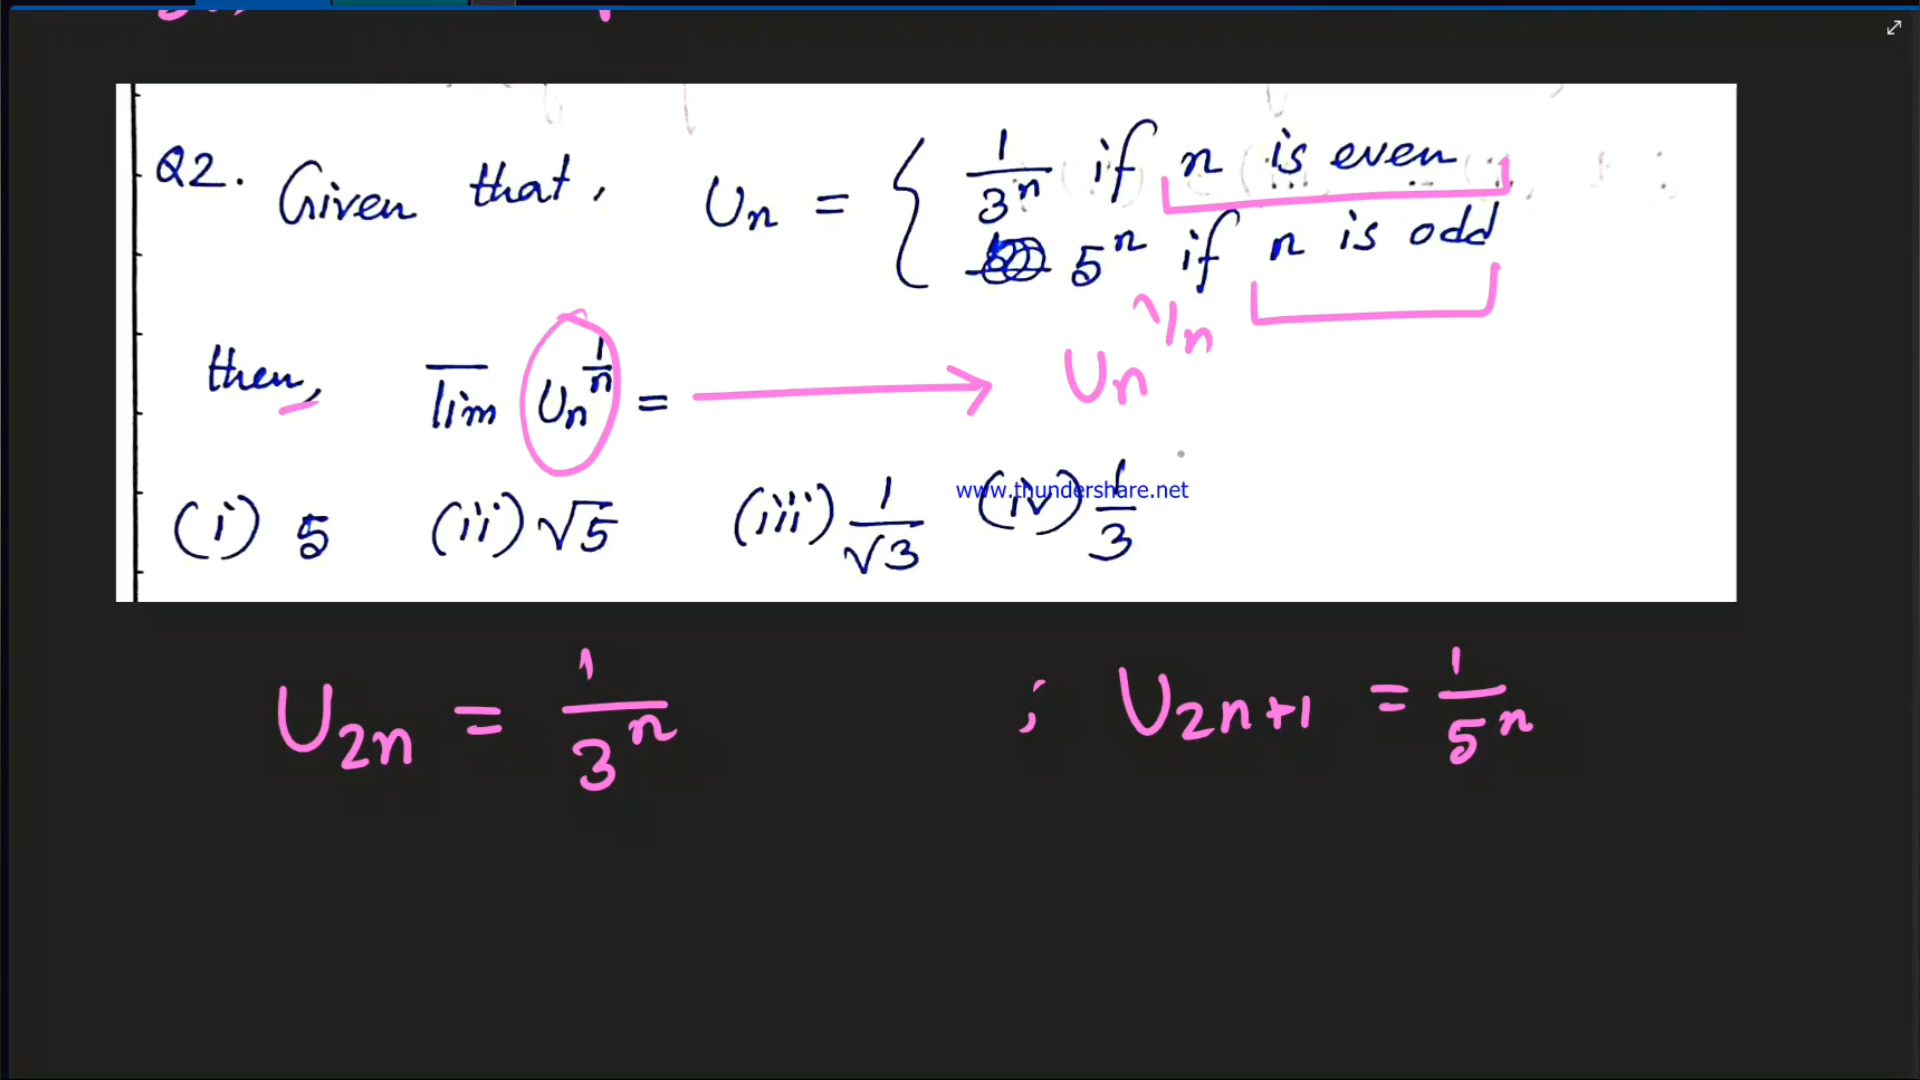 Q2. Given that, Un = { 1/3^n if n is even
5^n if n is odd
then, lim Un^1/n = → Un^1/n
(i) 5 (ii) √5 (iii) 1/√3 (iv) 1/3
www.thundershare.net
U2n = 1/3^n ; U2n+1 = 1/5^n